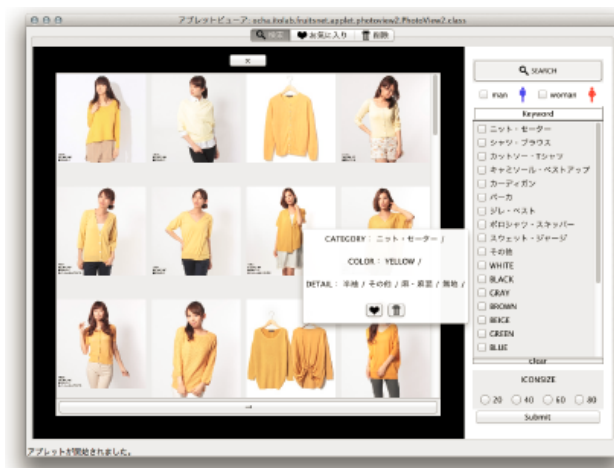 アプレットビューア: ocha.itolab.fruitsnet.applet.photoview2.PhotoView2.class
検索 お気に入り 削除
×
SEARCH
man woman
Keyword
ニット・セーター
シャツ・ブラウス
カットソー・Tシャツ
キャミソール・ベストアップ
カーディガン
パーカ
ジレ・ベスト
ポロシャツ・スキッパー
スウェット・ジャージ
その他
WHITE
BLACK
GRAY
BROWN
BEIGE
GREEN
BLUE
clear
ICONSIZE
20 40 60 80
Submit
CATEGORY : ニット・セーター /
COLOR : YELLOW /
DETAIL : 半袖 / その他 / 無地 /
→
アプレットが開始されました。